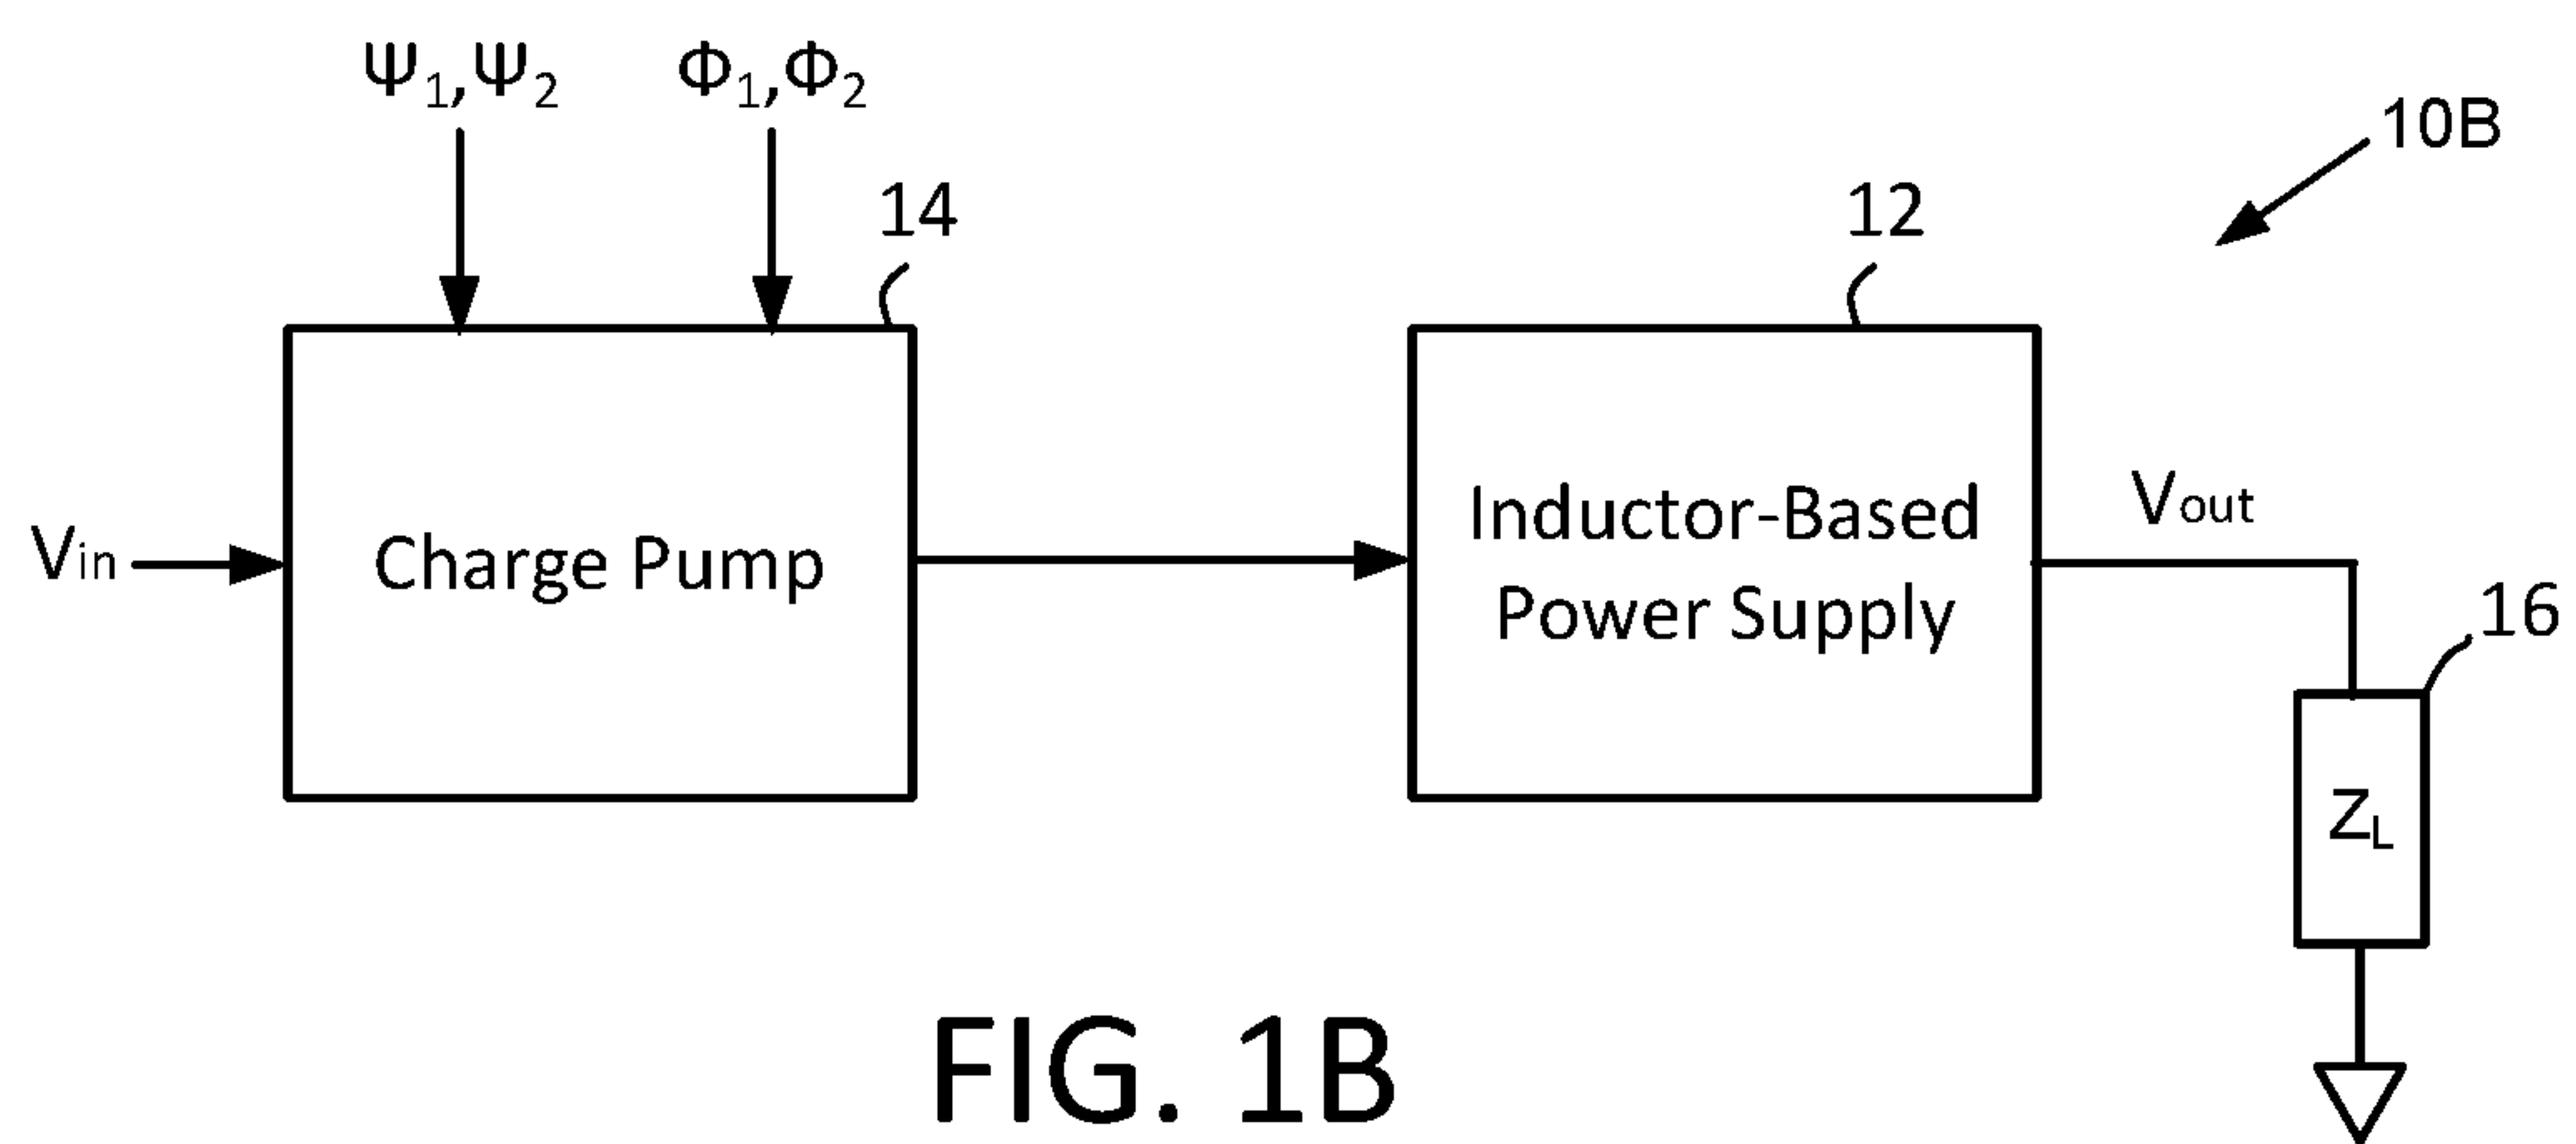 Ψ1,Ψ2
Φ1,Φ2
10B
14
12
Vin
Charge Pump
Inductor-Based
Power Supply
Vout
16
ZL
FIG. 1B